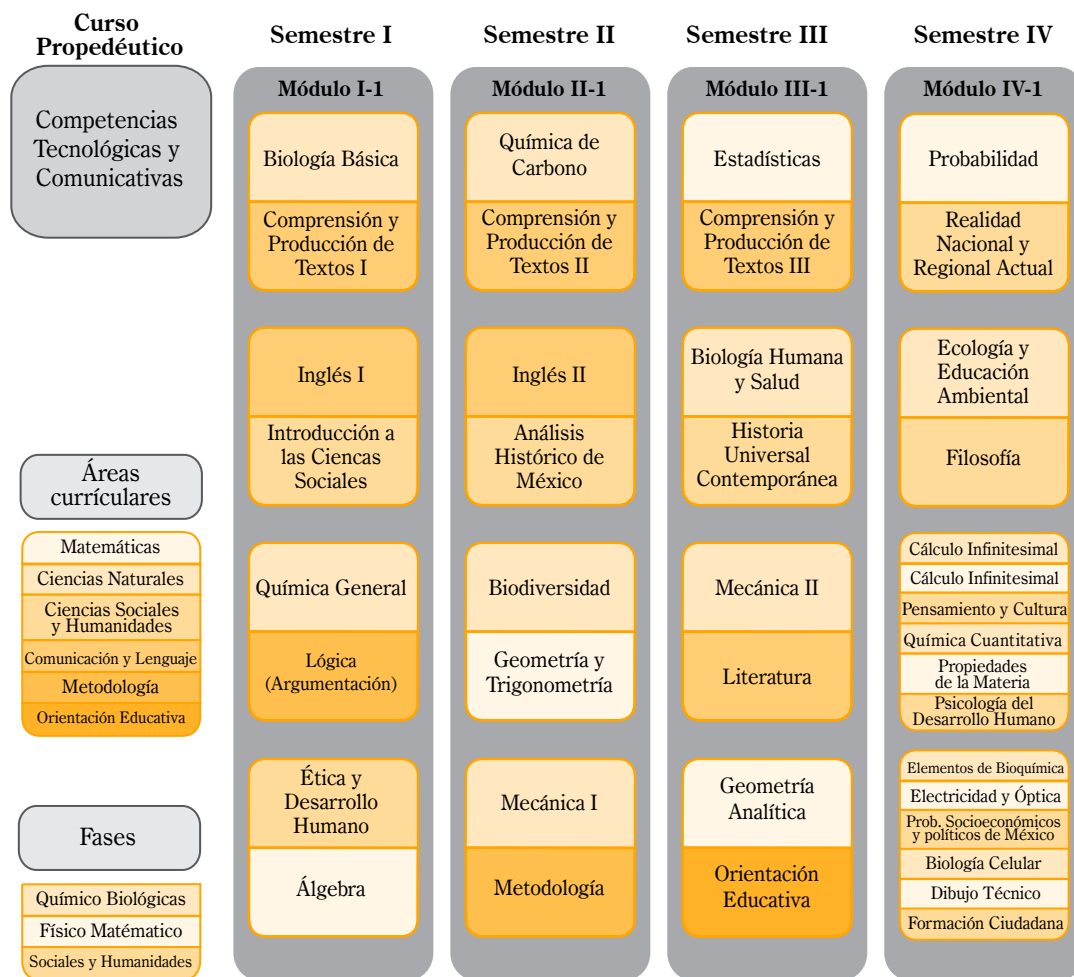 Curso
Propedéutico
Competencias
Tecnológicas y
Comunicativas
Áreas
currículares
Matemáticas
Ciencias Naturales
Ciencias Sociales
y Humanidades
Comunicación y Lenguaje
Metodología
Orientación Educativa
Fases
Químico Biológicas
Físico Matématico
Sociales y Humanidades
Semestre I
Módulo I-1
Biología Básica
Comprensión y
Producción de
Textos I
Inglés I
Introducción a
las Ciencas
Sociales
Química General
Lógica
(Argumentación)
Ética y
Desarrollo
Humano
Álgebra
Semestre II
Módulo II-1
Química de
Carbono
Comprensión y
Producción de
Textos II
Inglés II
Análisis
Histórico de
México
Biodiversidad
Geometría y
Trigonometría
Mecánica I
Metodología
Semestre III
Módulo III-1
Estadísticas
Comprensión y
Producción de
Textos III
Biología Humana
y Salud
Historia
Universal
Contemporánea
Mecánica II
Literatura
Geometría
Analítica
Orientación
Educativa
Semestre IV
Módulo IV-1
Probabilidad
Realidad
Nacional y
Regional Actual
Ecología y
Educación
Ambiental
Filosofía
Cálculo Infinitesimal
Cálculo Infinitesimal
Pensamiento y Cultura
Química Cuantitativa
Propiedades
de la Materia
Psicología del
Desarrollo Humano
Elementos de Bioquímica
Electricidad y Óptica
Prob. Socioeconómicos
y políticos de México
Biología Celular
Dibujo Técnico
Formación Ciudadana